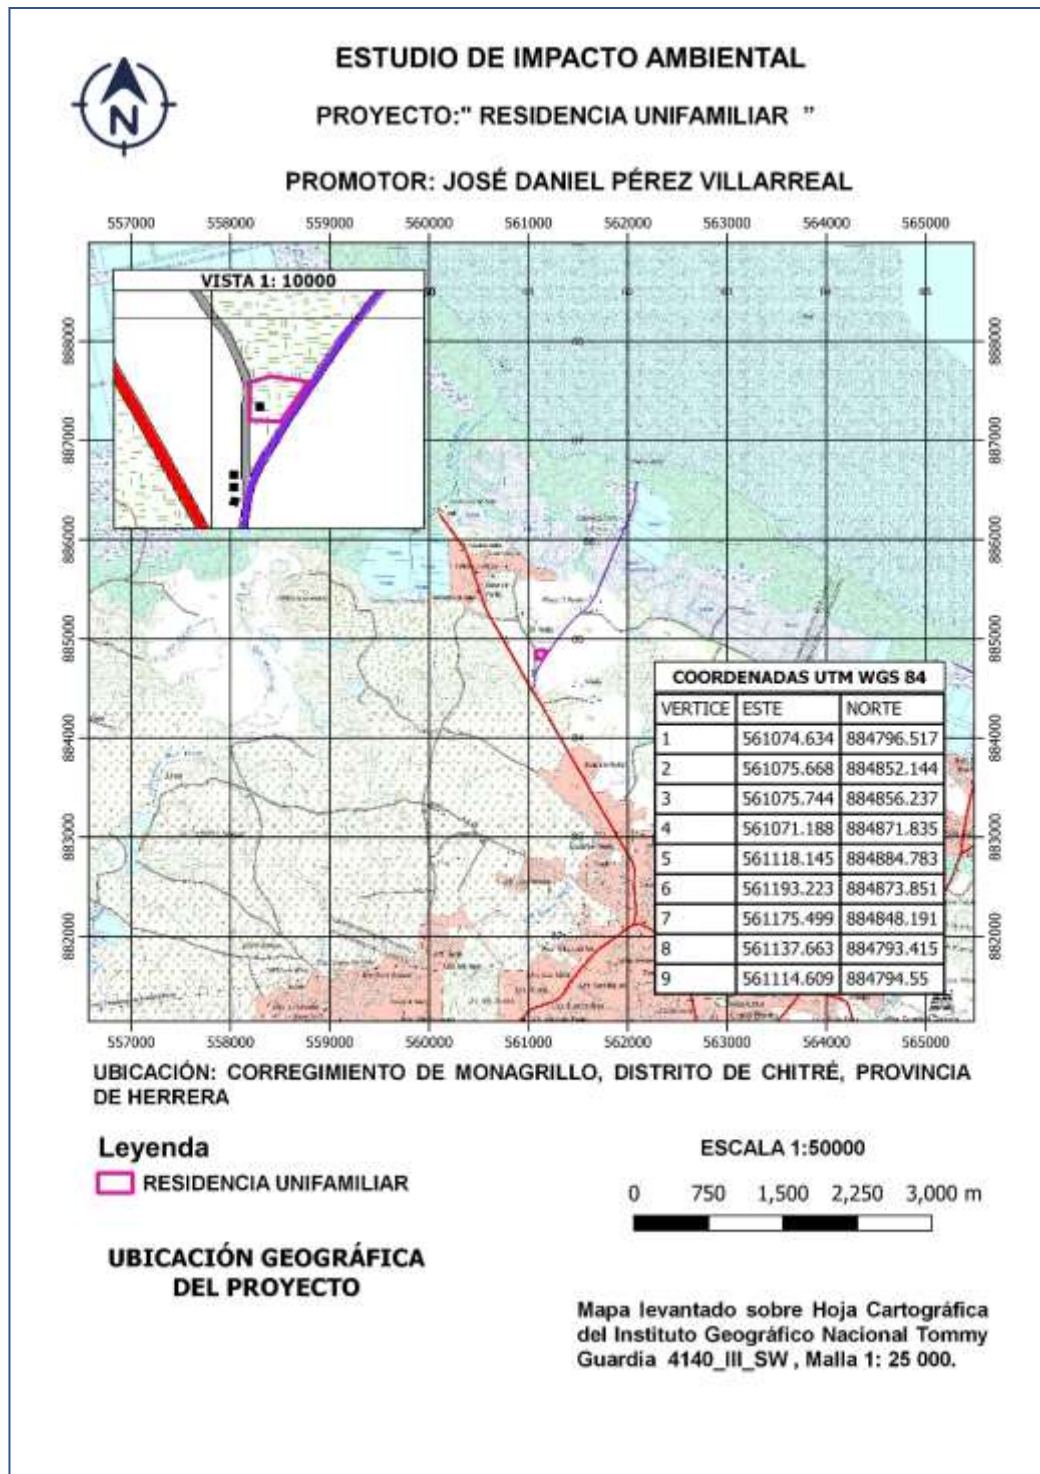 N
ESTUDIO DE IMPACTO AMBIENTAL
PROYECTO:" RESIDENCIA UNIFAMILIAR ”
PROMOTOR: JOSÉ DANIEL PÉREZ VILLARREAL
557000 558000 559000 560000 561000 562000 563000 564000 565000
VISTA 1: 10000
888000 888000
887000 887000
886000 886000
885000 885000
884000 884000
883000 883000
882000 882000
COORDENADAS UTM WGS 84
VERTICE ESTE NORTE
1 561074.634 884796.517
2 561075.668 884852.144
3 561075.744 884856.237
4 561071.188 884871.835
5 561118.145 884884.783
6 561193.223 884873.851
7 561175.499 884848.191
8 561137.663 884793.415
9 561114.609 884794.55
557000 558000 559000 560000 561000 562000 563000 564000 565000
UBICACIÓN: CORREGIMIENTO DE MONAGRILLO, DISTRITO DE CHITRÉ, PROVINCIA
DE HERRERA
Leyenda
RESIDENCIA UNIFAMILIAR
ESCALA 1:50000
0 750 1,500 2,250 3,000 m
UBICACIÓN GEOGRÁFICA
DEL PROYECTO
Mapa levantado sobre Hoja Cartográfica
del Instituto Geográfico Nacional Tommy
Guardia 4140_III_SW , Malla 1: 25 000.